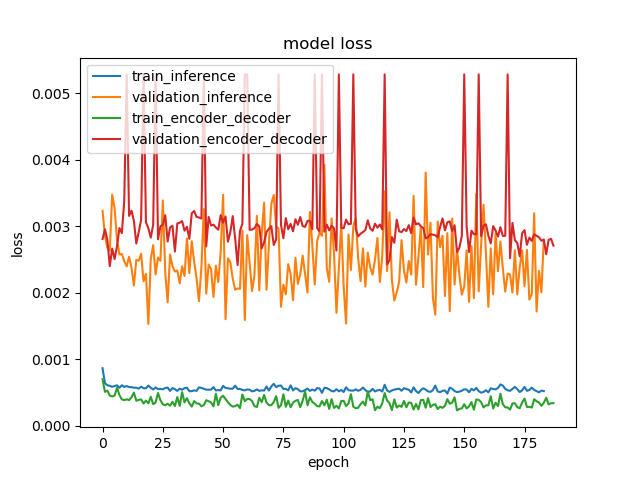 model loss
train_inference
validation_inference
train_encoder_decoder
validation_encoder_decoder
loss
0.005
0.004
0.003
0.002
0.001
0.000
0 25 50 75 100 125 150 175
epoch